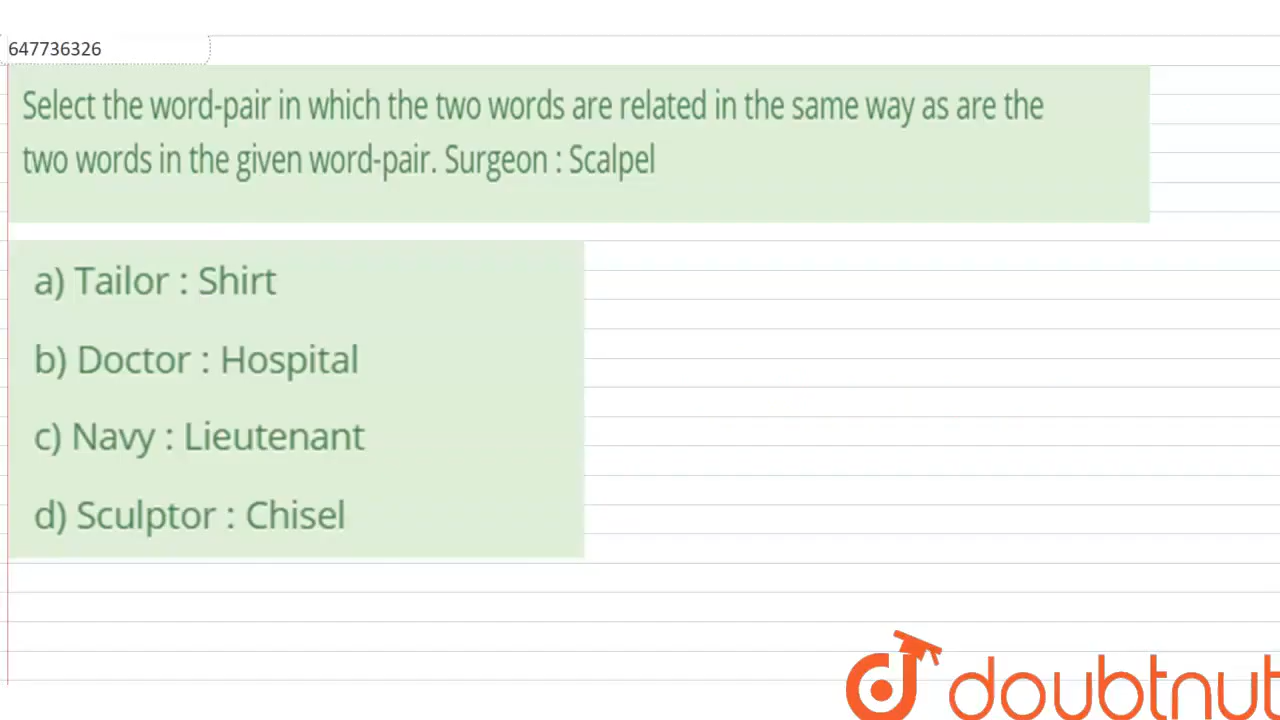 647736326
Select the word-pair in which the two words are related in the same way as are the
two words in the given word-pair. Surgeon : Scalpel
a) Tailor : Shirt
b) Doctor : Hospital
c) Navy : Lieutenant
d) Sculptor : Chisel
doubtnut